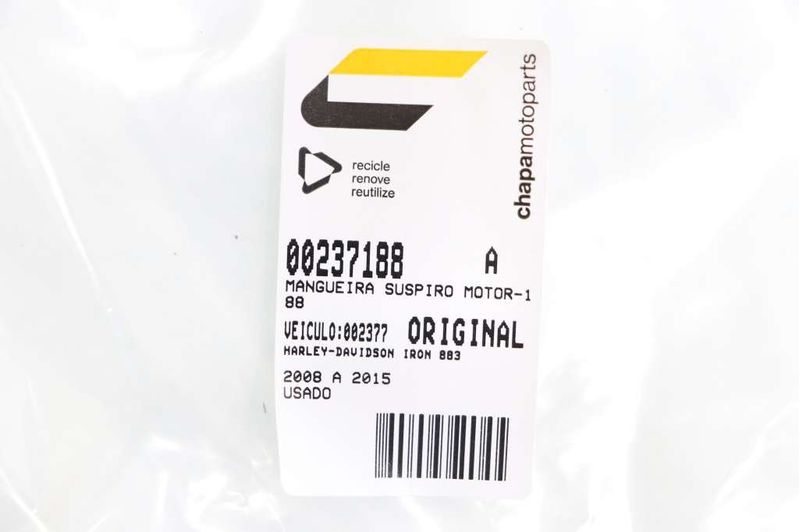 chapamotoparts
recicle
renove
reutilize
00237188 A
MANGUEIRA SUSPIRO MOTOR-1
88
VEICULO:002377 ORIGINAL
HARLEY-DAVIDSON IRON 883
2008 A 2015
USADO